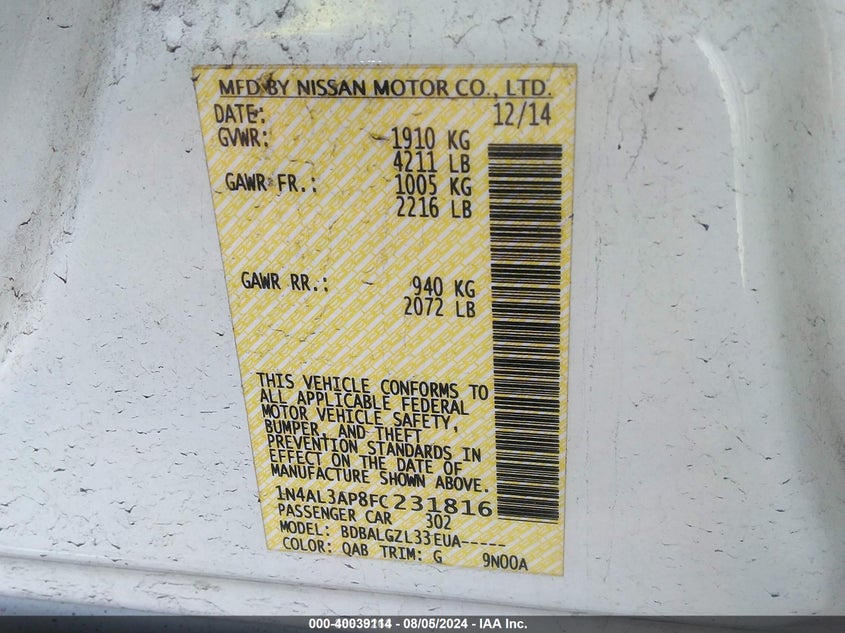 MFD BY NISSAN MOTOR CO., LTD.
DATE: 12/14
GVWR: 1910 KG
4211 LB
GAWR FR.: 1005 KG
2216 LB
GAWR RR.: 940 KG
2072 LB
THIS VEHICLE CONFORMS TO
ALL APPLICABLE FEDERAL
MOTOR VEHICLE SAFETY,
BUMPER, AND THEFT
PREVENTION STANDARDS IN
EFFECT ON THE DATE OF
MANUFACTURE SHOWN ABOVE.
1N4AL3AP8FC231816
PASSENGER CAR 302
MODEL: BDBALGZL33EUA-----
COLOR: QAB TRIM: G 9N00A
000-40039114 - 08/05/2024 - IAA Inc.